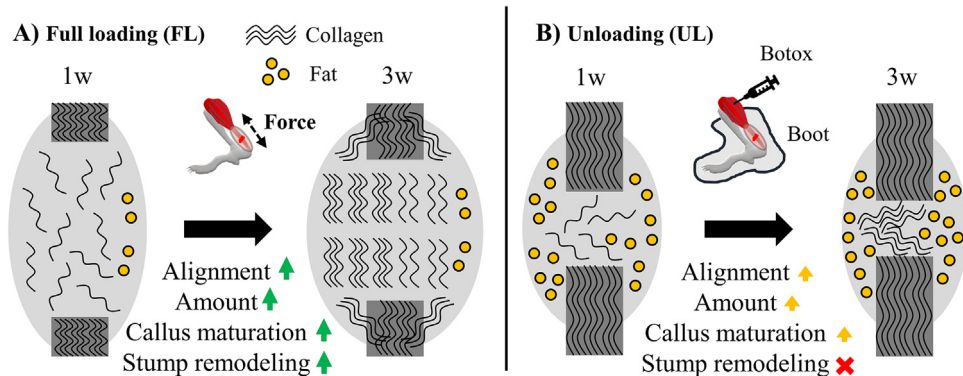 A) Full loading (FL)
Collagen
Fat
1w
3w
Force
Alignment
Amount
Callus maturation
Stump remodeling
B) Unloading (UL)
Botox
1w
3w
Boot
Alignment
Amount
Callus maturation
Stump remodeling